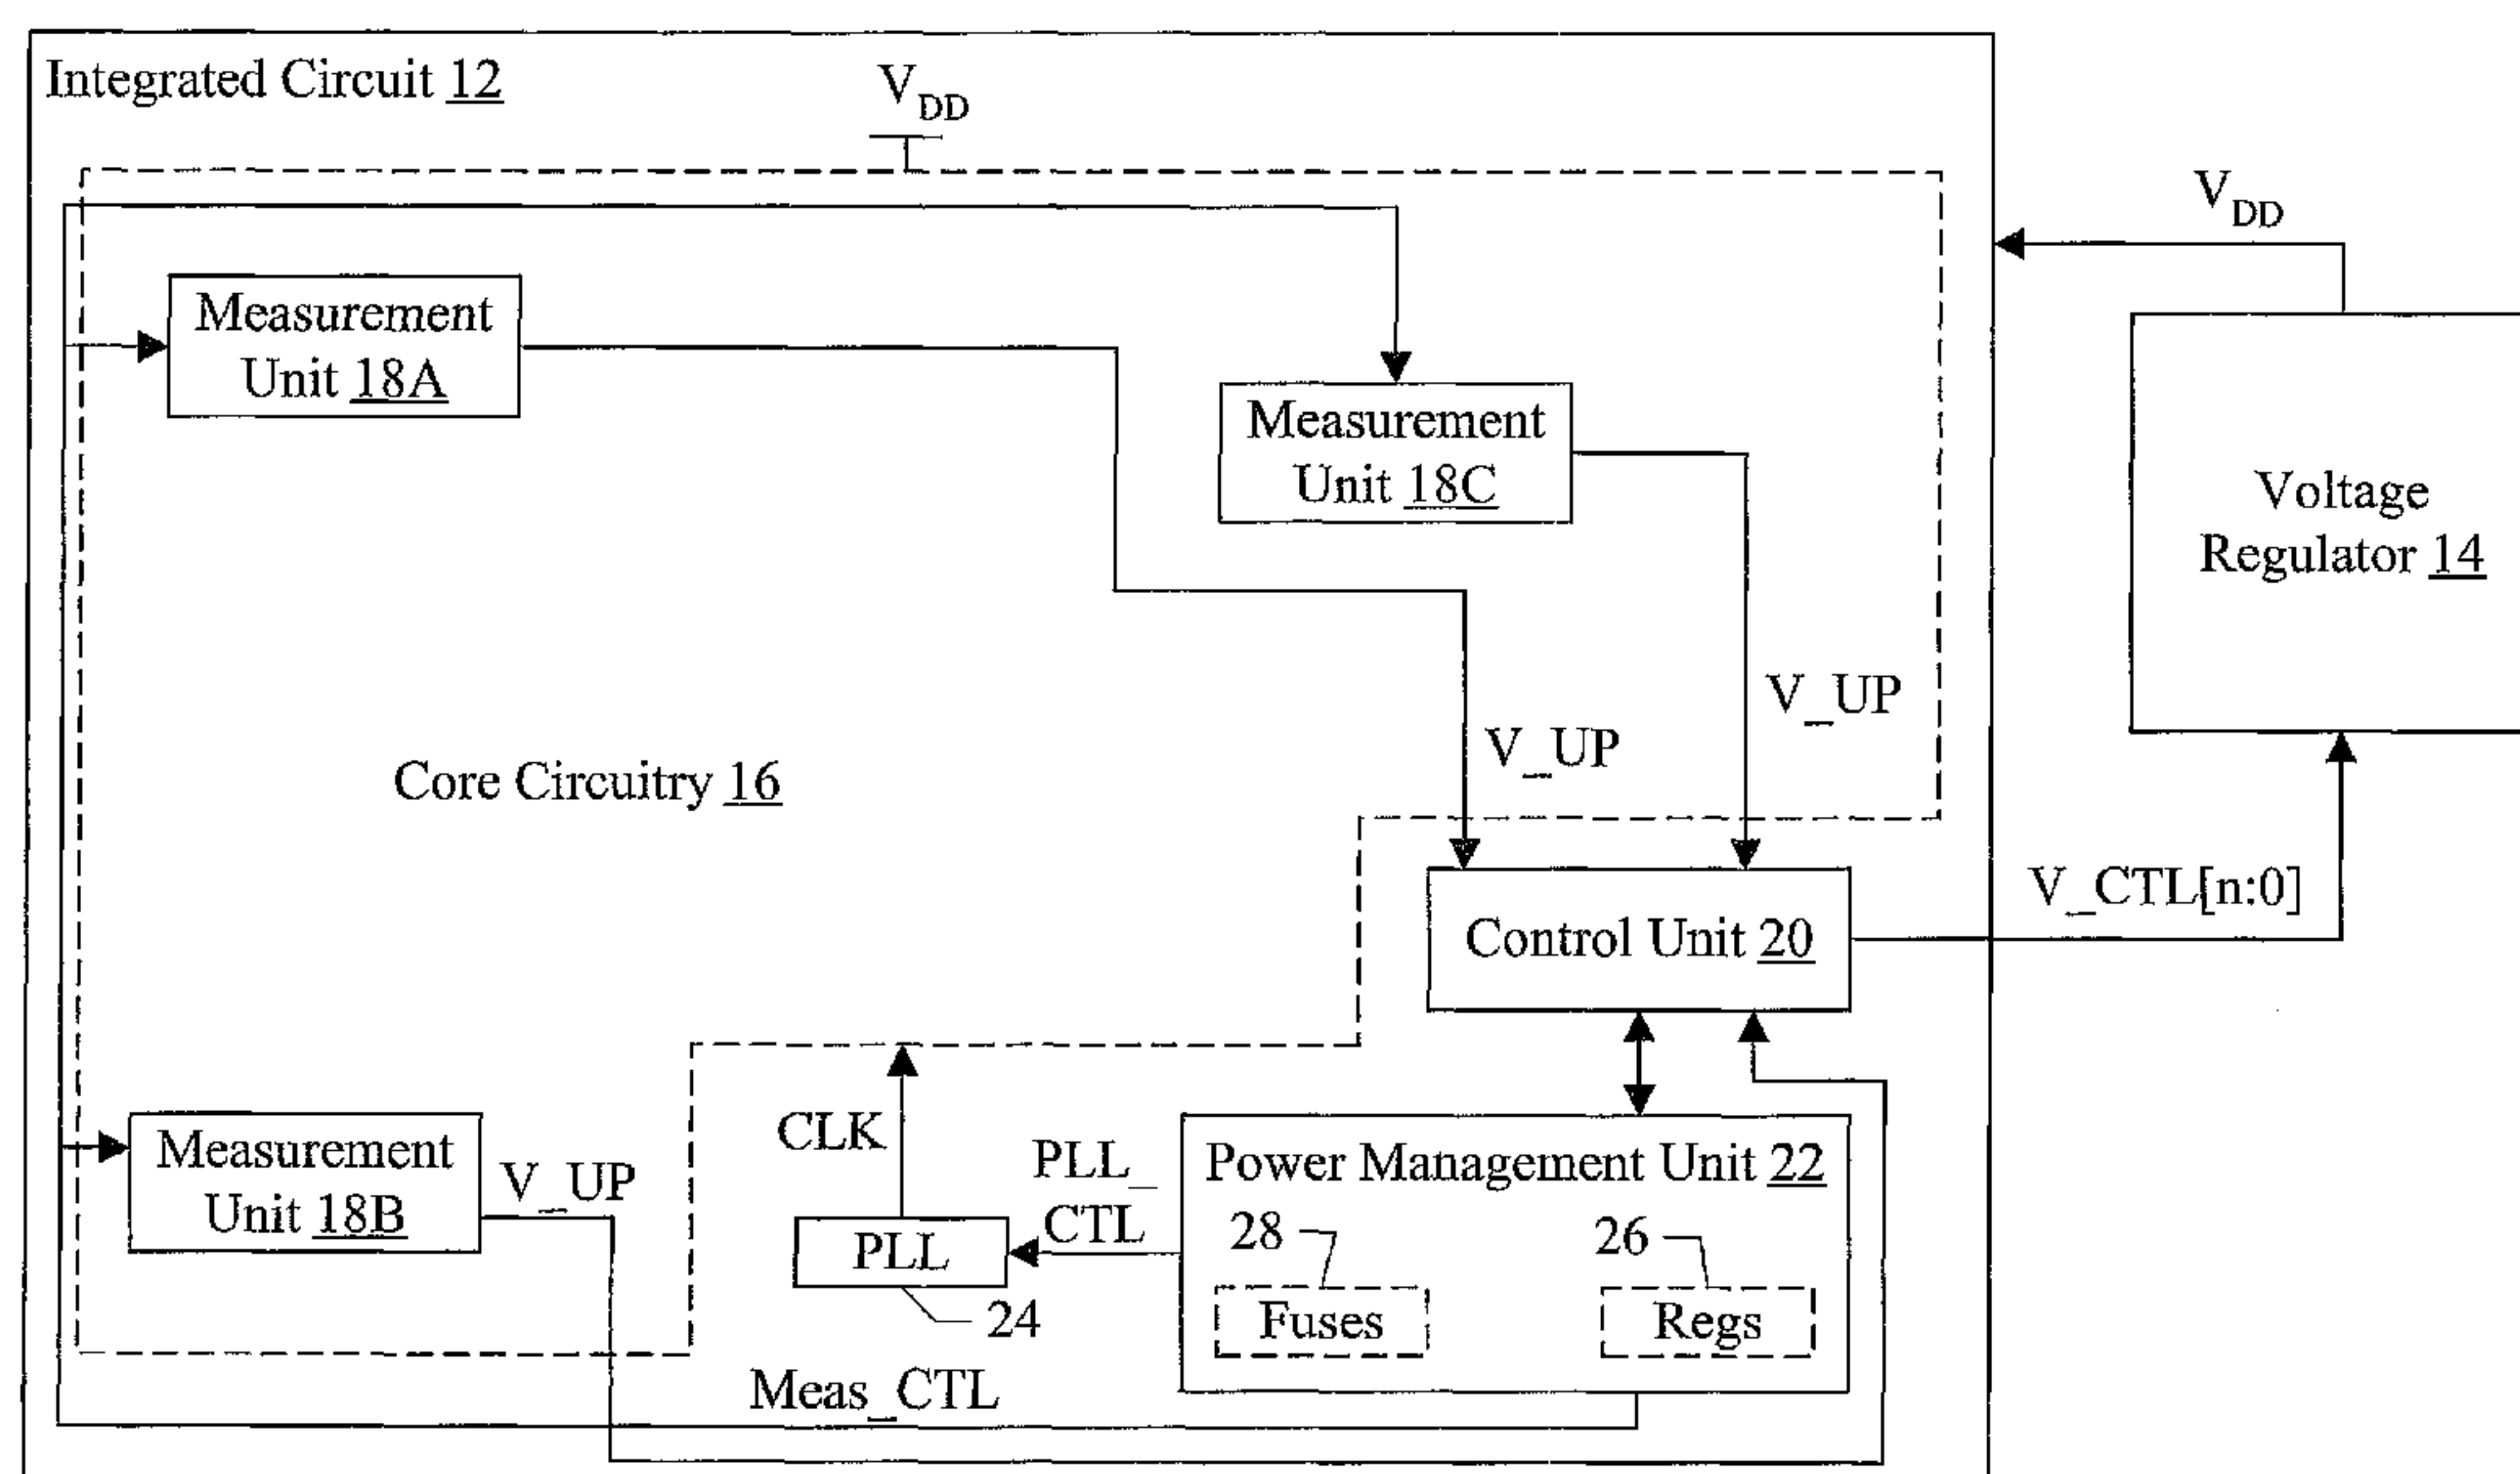 Integrated Circuit 12
VDD
VDD
Measurement
Unit 18A
Measurement
Unit 18C
Voltage
Regulator 14
V_UP
V_UP
Core Circuitry 16
V_CTL[n:0]
Control Unit 20
CLK
PLL_
CTL
Power Management Unit 22
Measurement
Unit 18B
V_UP
28
26
PLL
24
Fuses
Regs
Meas_CTL